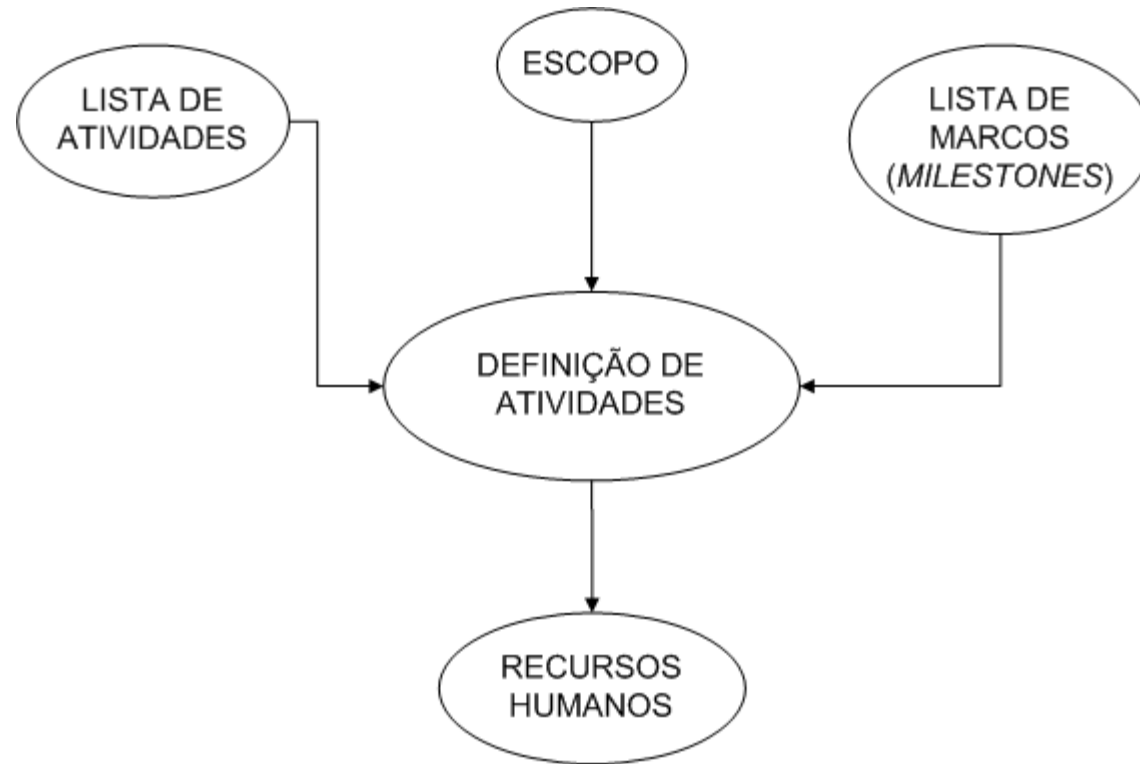 LISTA DE
ATIVIDADES
ESCOPO
LISTA DE
MARCOS
(MILESTONES)
DEFINIÇÃO DE
ATIVIDADES
RECURSOS
HUMANOS